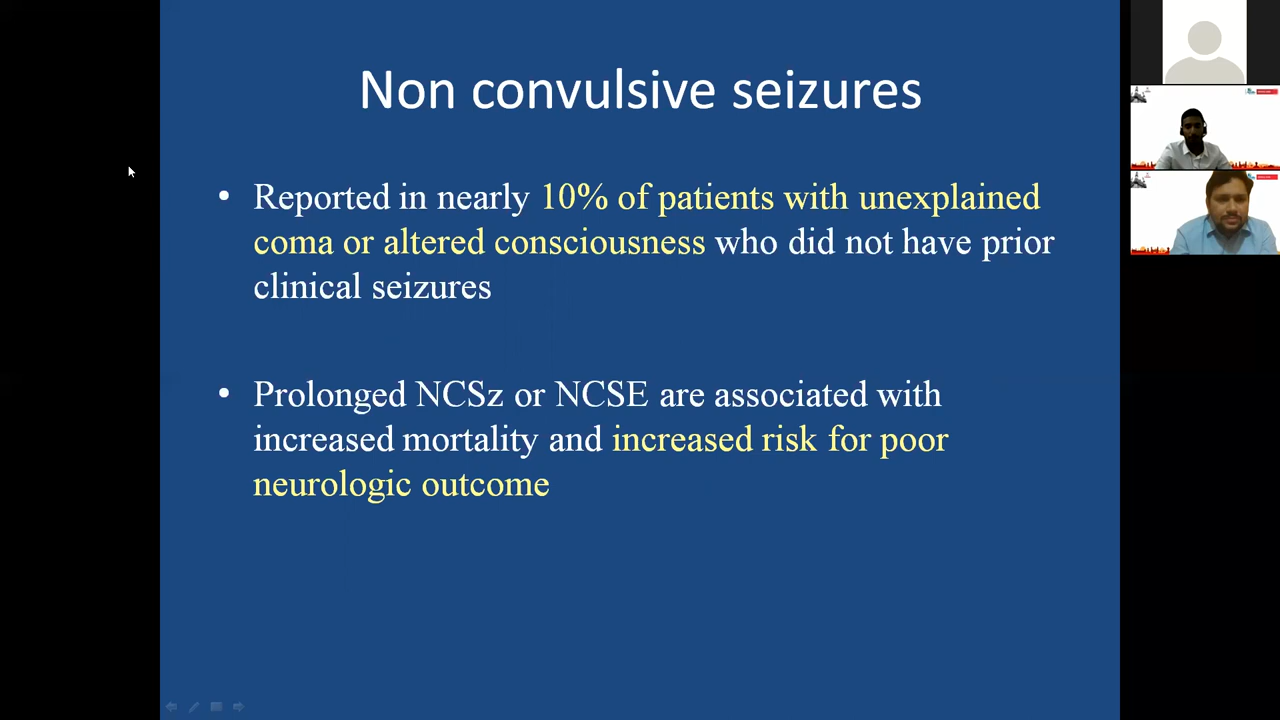 Non convulsive seizures
• Reported in nearly 10% of patients with unexplained
coma or altered consciousness who did not have prior
clinical seizures
• Prolonged NCSz or NCSE are associated with
increased mortality and increased risk for poor
neurologic outcome